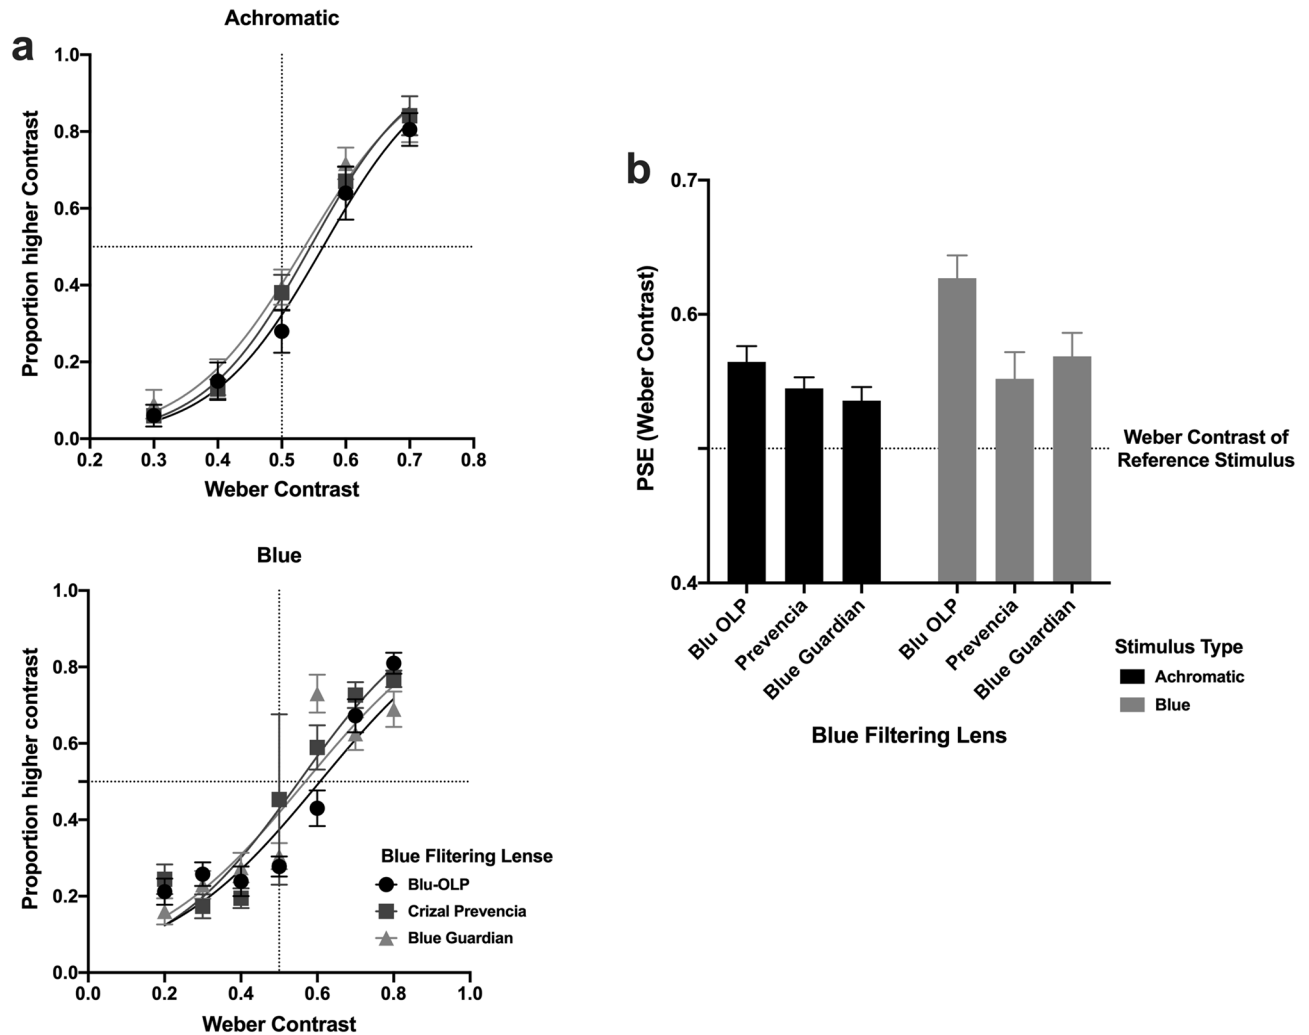 a
Achromatic
Proportion higher Contrast
1.0
0.8
0.6
0.4
0.2
0.0
0.2 0.3 0.4 0.5 0.6 0.7 0.8
Weber Contrast
Blue
Proportion higher contrast
1.0
0.8
0.6
0.4
0.2
0.0
0.0 0.2 0.4 0.6 0.8 1.0
Weber Contrast
Blue Flitering Lense
Blu-OLP
Crizal Prevencia
Blue Guardian
b
PSE (Weber Contrast)
0.7
0.6
0.4
Weber Contrast of
Reference Stimulus
Blu OLP
Prevencia
Blue Guardian
Blu OLP
Prevencia
Blue Guardian
Blue Filtering Lens
Stimulus Type
Achromatic
Blue